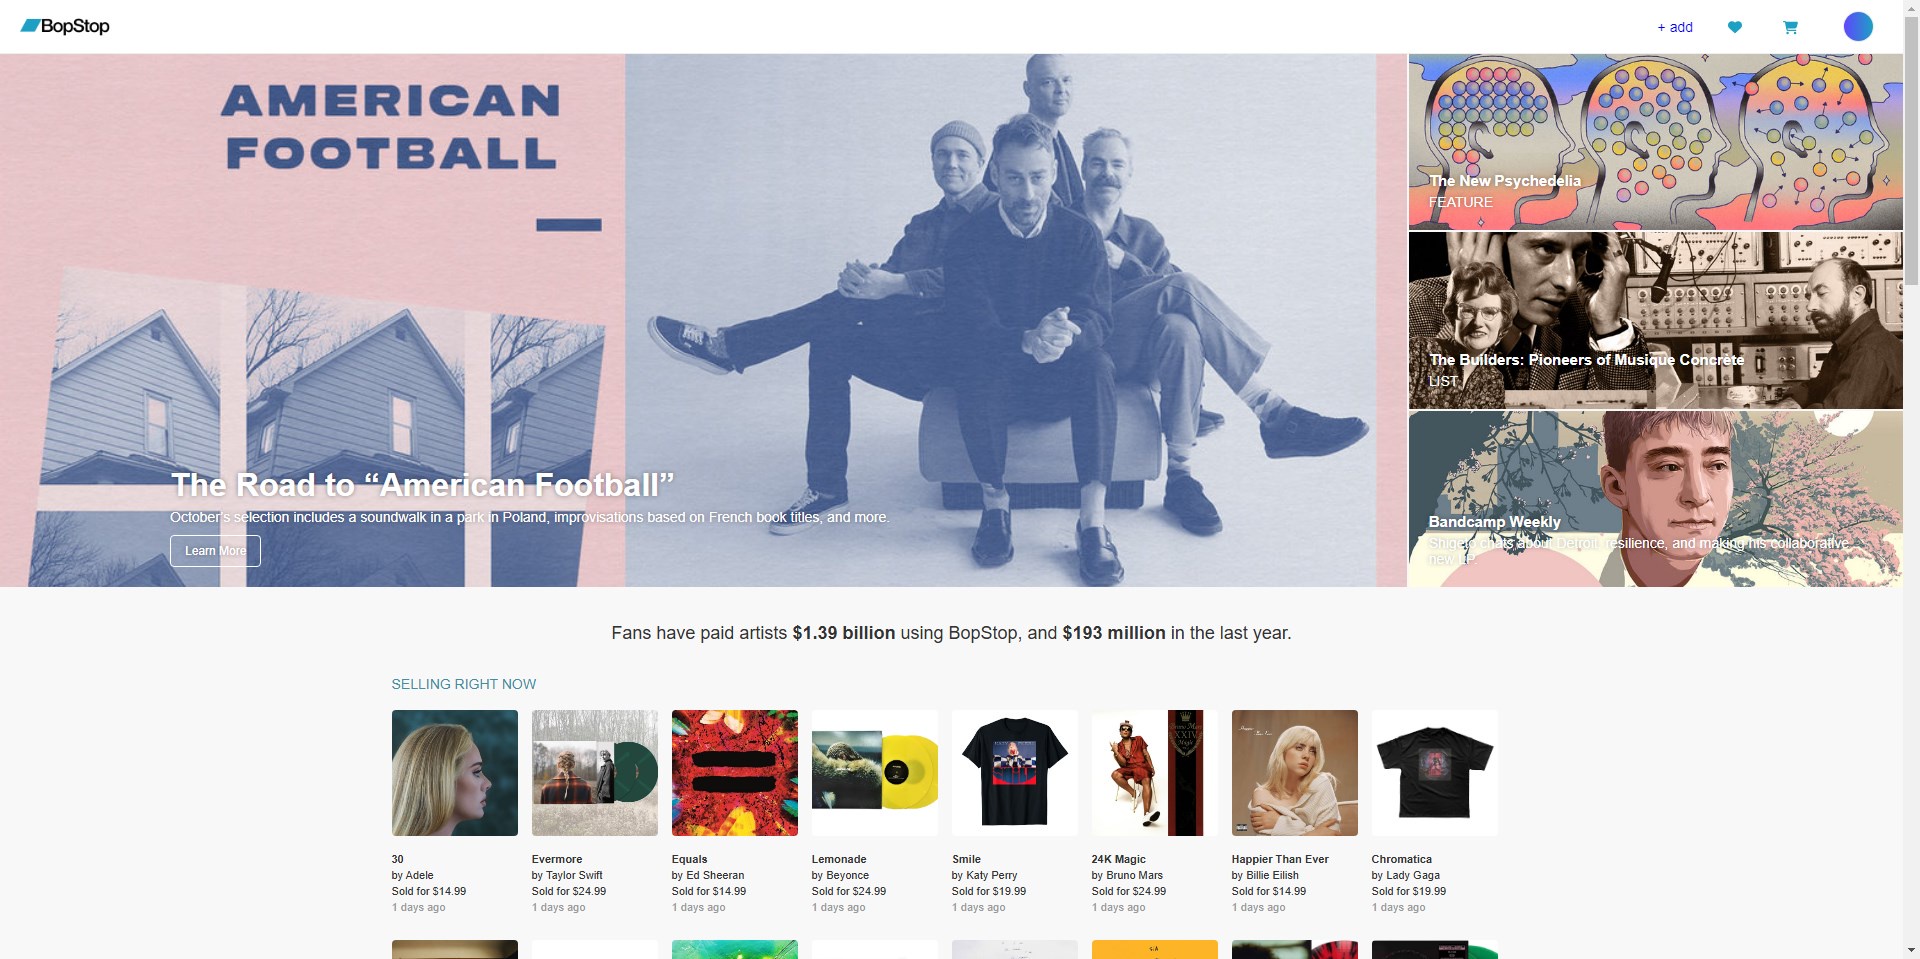 BopStop
+ add
AMERICAN
FOOTBALL
The Road to “American Football”
October's selection includes a soundwalk in a park in Poland, improvisations based on French book titles, and more.
Learn More
The New Psychedelia
FEATURE
The Builders: Pioneers of Musique Concrète
LIST
Bandcamp Weekly
Shigeto chats about Detroit, resilience, and making his collaborative
new LP.
Fans have paid artists $1.39 billion using BopStop, and $193 million in the last year.
SELLING RIGHT NOW
30
by Adele
Sold for $14.99
1 days ago
Evermore
by Taylor Swift
Sold for $24.99
1 days ago
Equals
by Ed Sheeran
Sold for $14.99
1 days ago
Lemonade
by Beyonce
Sold for $24.99
1 days ago
Smile
by Katy Perry
Sold for $19.99
1 days ago
Bruno Mars
XXIV
Magic
24K Magic
by Bruno Mars
Sold for $24.99
1 days ago
Happier Than Ever
by Billie Eilish
Sold for $14.99
1 days ago
Chromatica
by Lady Gaga
Sold for $19.99
1 days ago